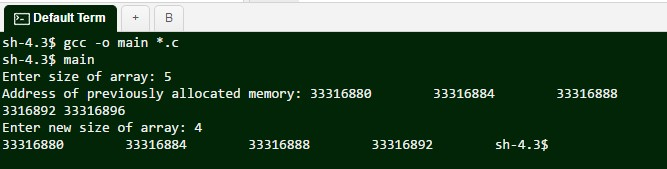 Default Term + B
sh-4.3$ gcc -o main *.c
sh-4.3$ main
Enter size of array: 5
Address of previously allocated memory: 33316880 33316884 33316888
3316892 33316896
Enter new size of array: 4
33316880 33316884 33316888 33316892 sh-4.3$